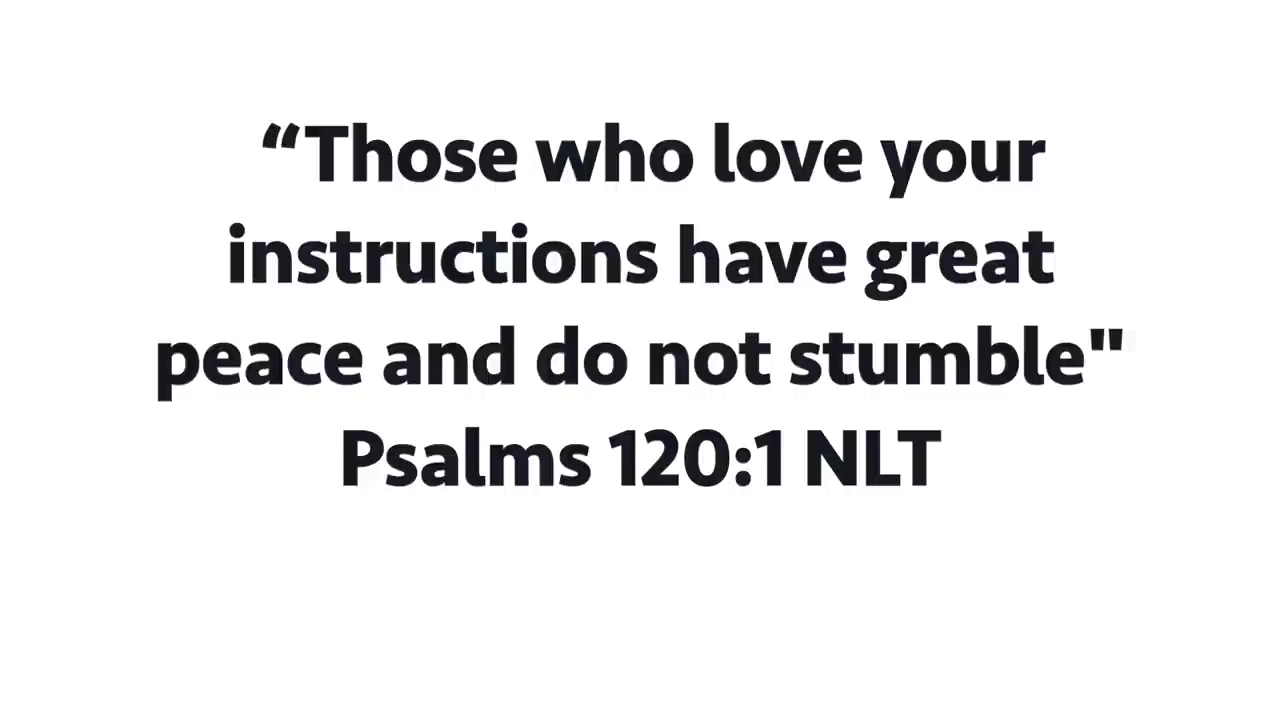 “Those who love your
instructions have great
peace and do not stumble"
Psalms 120:1 NLT